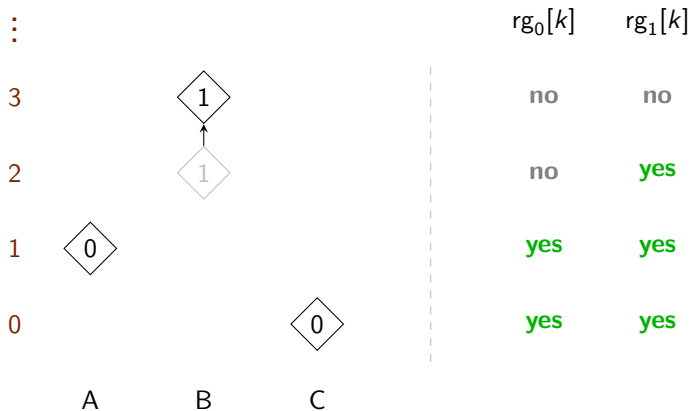 ⋮ rg₀[k] rg₁[k]
3 1 no no
2 1 no yes
1 0 yes yes
0 0 yes yes
A B C